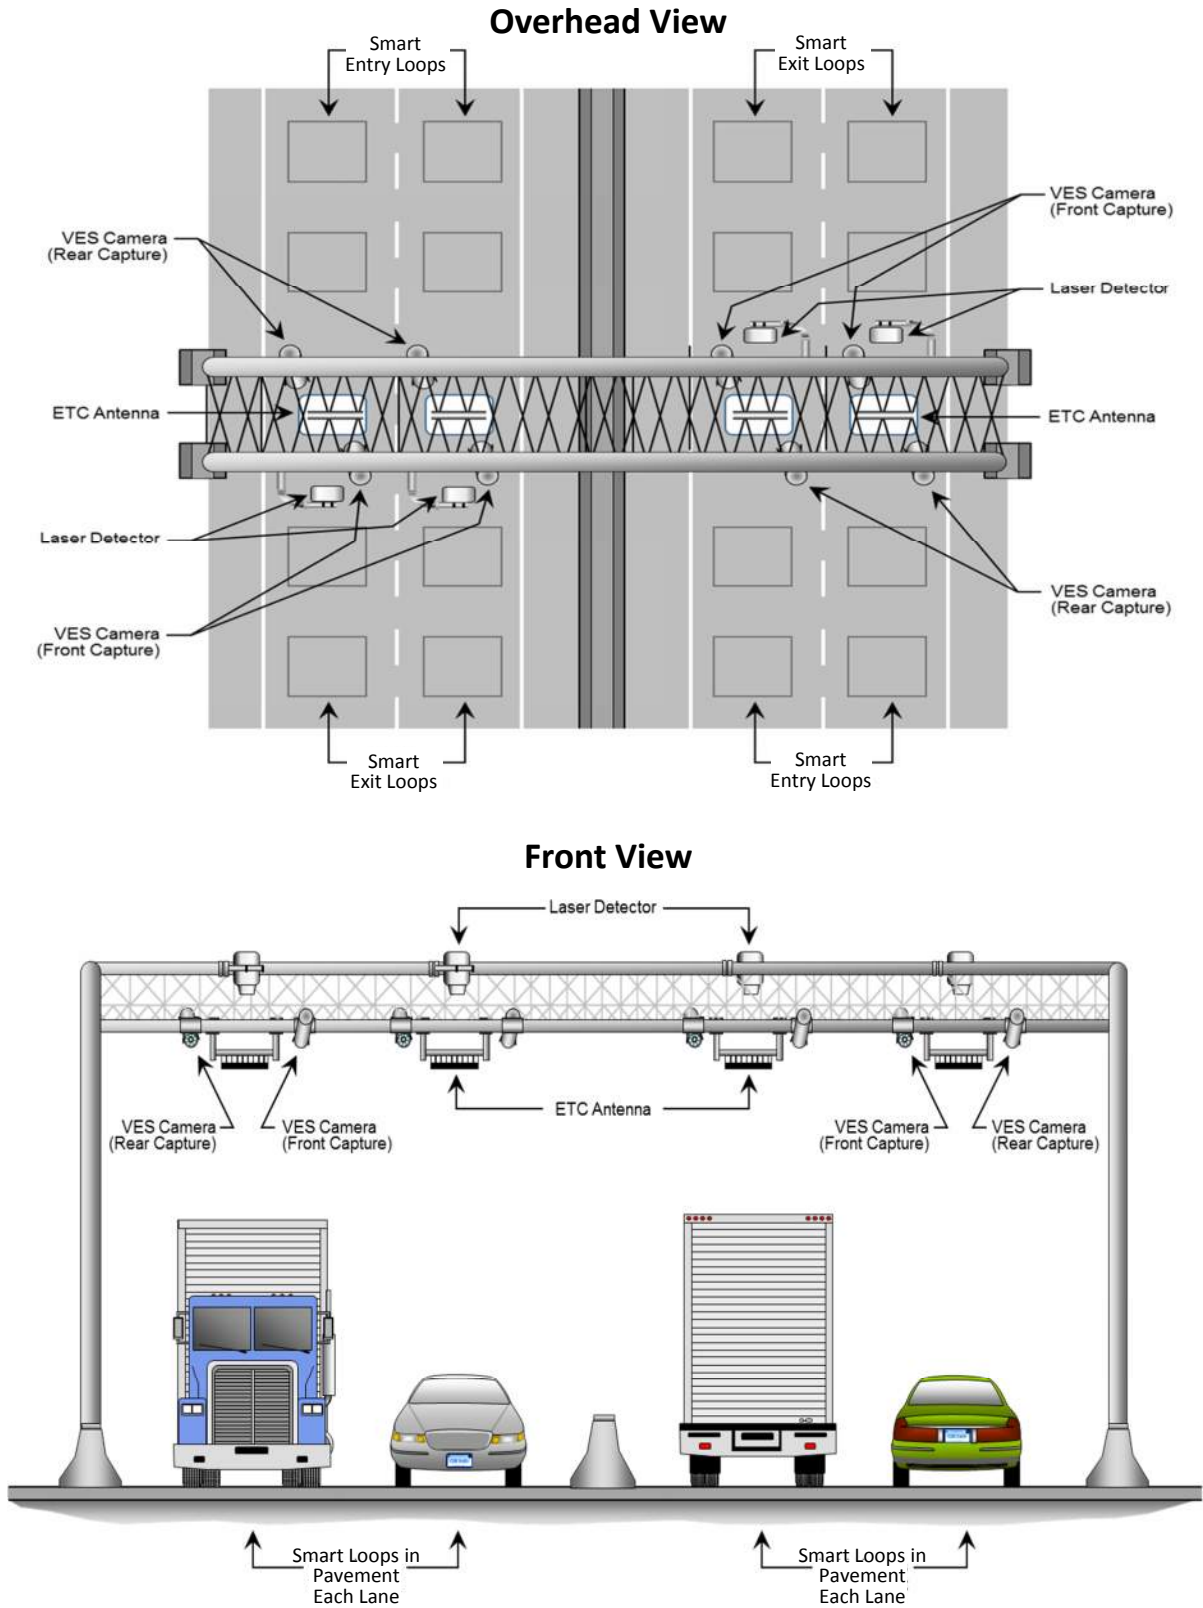 Overhead View
Smart
Entry Loops
Smart
Exit Loops
VES Camera
(Front Capture)
VES Camera
(Rear Capture)
Laser Detector
ETC Antenna
ETC Antenna
Laser Detector
VES Camera
(Rear Capture)
VES Camera
(Front Capture)
Smart
Exit Loops
Smart
Entry Loops
Front View
Laser Detector
ETC Antenna
VES Camera
(Rear Capture)
VES Camera
(Front Capture)
VES Camera
(Front Capture)
VES Camera
(Rear Capture)
Smart Loops in
Pavement
Each Lane
Smart Loops in
Pavement
Each Lane